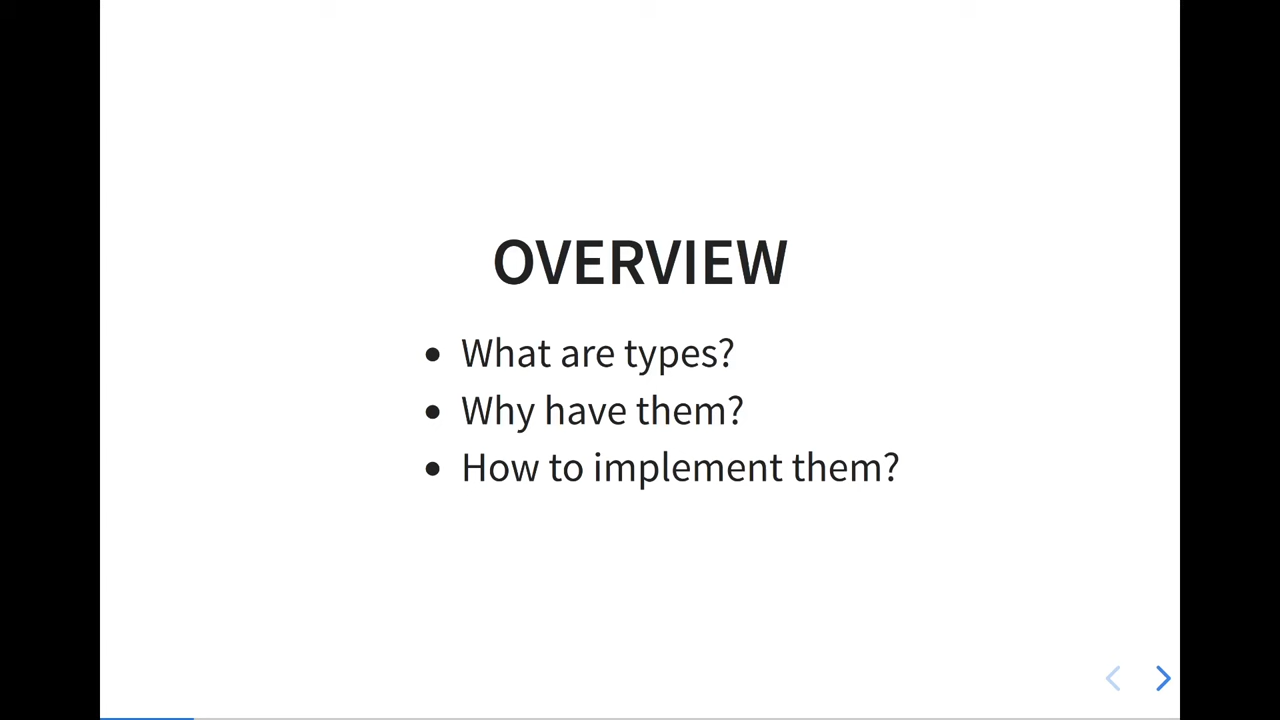 OVERVIEW
• What are types?
• Why have them?
• How to implement them?